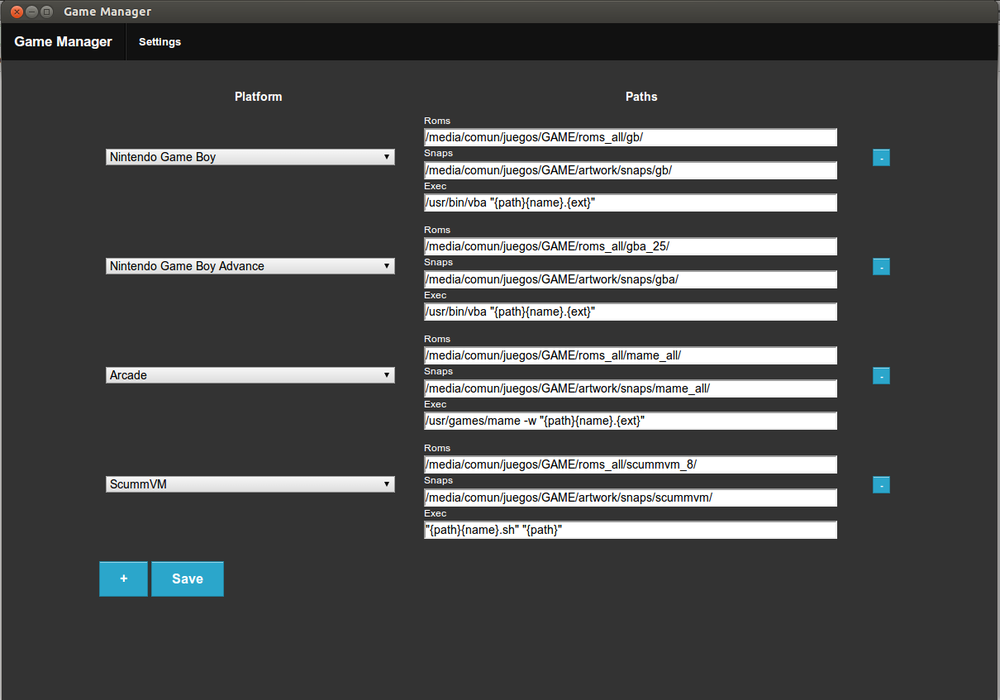 Game Manager
Game Manager Settings
Platform Paths
Roms
/media/comun/juegos/GAME/roms_all/gb/
Snaps
Nintendo Game Boy
/media/comun/juegos/GAME/artwork/snaps/gb/
-
Exec
/usr/bin/vba "{path}{name}.{ext}"
Roms
/media/comun/juegos/GAME/roms_all/gba_25/
Snaps
Nintendo Game Boy Advance
/media/comun/juegos/GAME/artwork/snaps/gba/
-
Exec
/usr/bin/vba "{path}{name}.{ext}"
Roms
/media/comun/juegos/GAME/roms_all/mame_all/
Snaps
Arcade
/media/comun/juegos/GAME/artwork/snaps/mame_all/
-
Exec
/usr/games/mame -w "{path}{name}.{ext}"
Roms
/media/comun/juegos/GAME/roms_all/scummvm_8/
Snaps
ScummVM
/media/comun/juegos/GAME/artwork/snaps/scummvm/
-
Exec
"{path}{name}.sh" "{path}"
+ Save